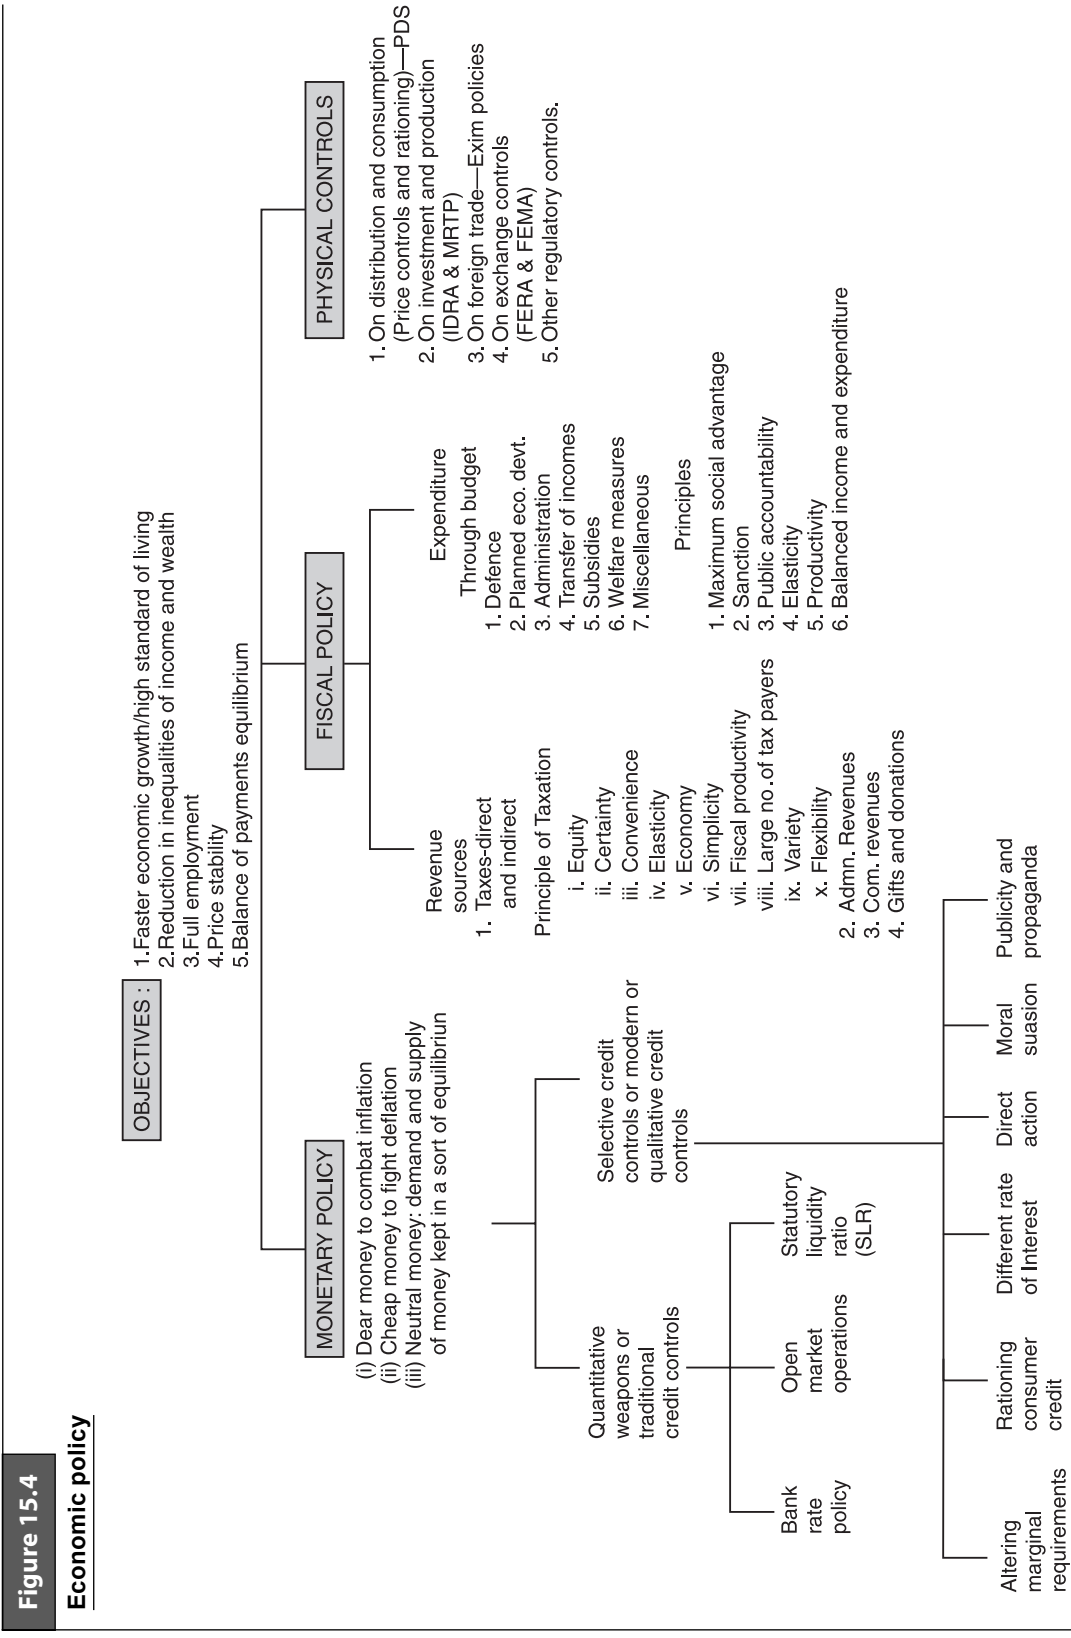 Figure 15.4
Economic policy
OBJECTIVES :
1.Faster economic growth/high standard of living
2.Reduction in inequalities of income and wealth
3.Full employment
4.Price stability
5.Balance of payments equilibrium
MONETARY POLICY
(i) Dear money to combat inflation
(ii) Cheap money to fight deflation
(iii) Neutral money: demand and supply
of money kept in a sort of equilibriun
Quantitative
weapons or
traditional
credit controls
Selective credit
controls or modern or
qualitative credit
controls
Bank
rate
policy
Open
market
operations
Statutory
liquidity
ratio
(SLR)
Altering
marginal
requirements
Rationing
consumer
credit
Different rate
of Interest
Direct
action
Moral
suasion
Publicity and
propaganda
FISCAL POLICY
Revenue
sources
1. Taxes-direct
and indirect
Principle of Taxation
i. Equity
ii. Certainty
iii. Convenience
iv. Elasticity
v. Economy
vi. Simplicity
vii. Fiscal productivity
viii. Large no.of tax payers
ix. Variety
x. Flexibility
2. Admn. Revenues
3. Com. revenues
4. Gifts and donations
Expenditure
Through budget
1. Defence
2. Planned eco. devt.
3. Administration
4. Transfer of incomes
5. Subsidies
6. Welfare measures
7. Miscellaneous
Principles
1. Maximum social advantage
2. Sanction
3. Public accountability
4. Elasticity
5. Productivity
6. Balanced income and expenditure
PHYSICAL CONTROLS
1. On distribution and consumption
(Price controls and rationing)—PDS
2. On investment and production
(IDRA & MRTP)
3. On foreign trade—Exim policies
4. On exchange controls
(FERA & FEMA)
5. Other regulatory controls.